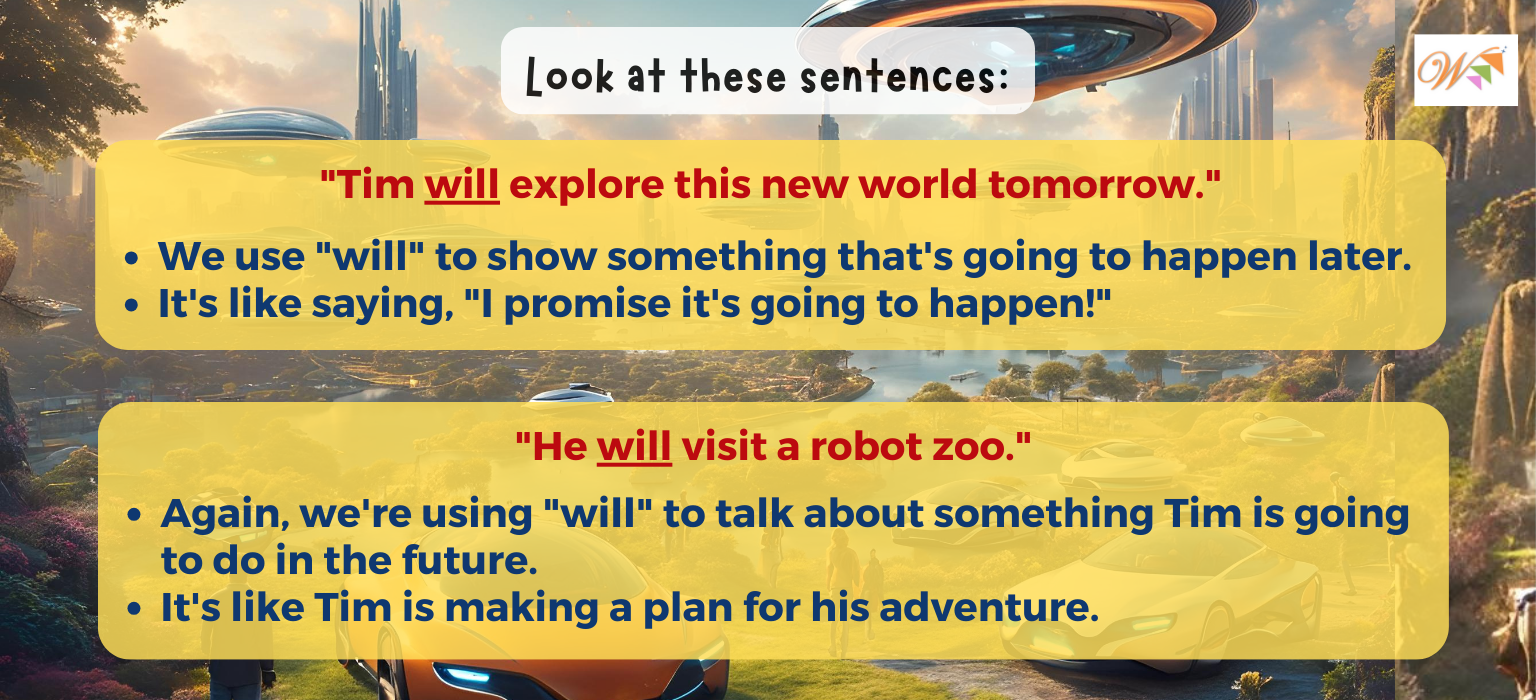 Look at these sentences:
W
"Tim will explore this new world tomorrow."
• We use "will" to show something that's going to happen later.
• It's like saying, "I promise it's going to happen!"
"He will visit a robot zoo."
• Again, we're using "will" to talk about something Tim is going
to do in the future.
• It's like Tim is making a plan for his adventure.